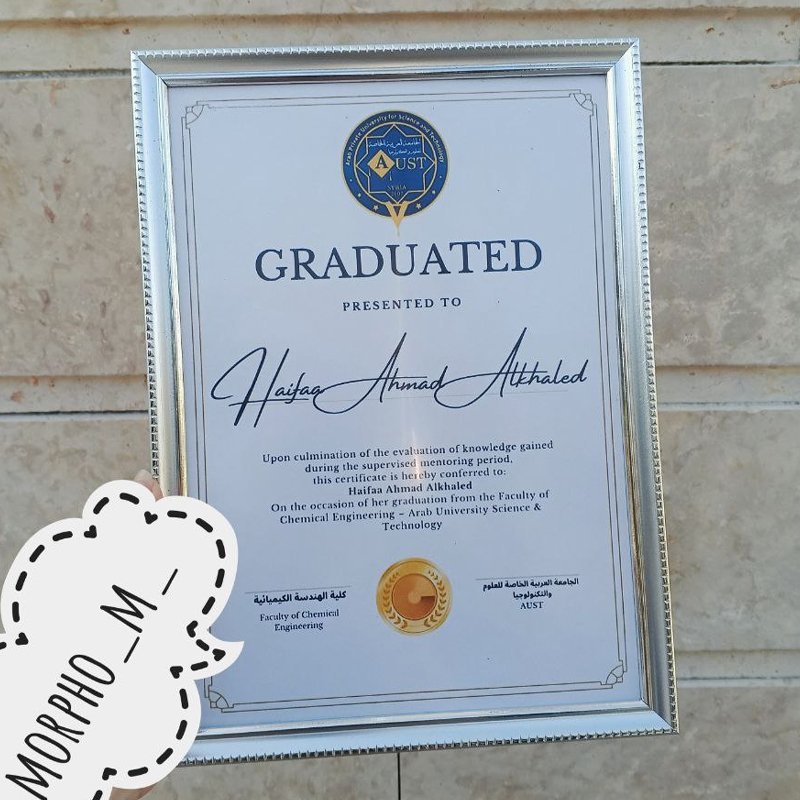 Arab Private University for Science and Technology
الجامعة العربية الخاصة
للعلوم والتكنولوجيا
AUST
SYRIA
2007
GRADUATED
PRESENTED TO
Haifaa Ahmad Alkhaled
Upon culmination of the evaluation of knowledge gained
during the supervised mentoring period,
this certificate is hereby conferred to:
Haifaa Ahmad Alkhaled
On the occasion of her graduation from the Faculty of
Chemical Engineering – Arab University Science &
Technology
كلية الهندسة الكيميائية
Faculty of Chemical
Engineering
الجامعة العربية الخاصة للعلوم
والتكنولوجيا
AUST
MORPHO_M_